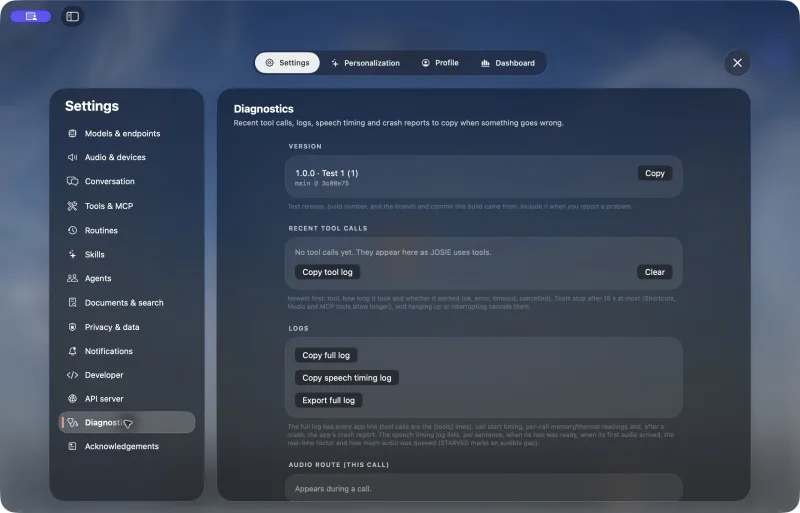 Settings
Personalization
Profile
Dashboard
Settings
Models & endpoints
Audio & devices
Conversation
Tools & MCP
Routines
Skills
Agents
Documents & search
Privacy & data
Notifications
Developer
API server
Diagnosti
Acknowledgements
Diagnostics
Recent tool calls, logs, speech timing and crash reports to copy when something goes wrong.
VERSION
1.0.0 · Test 1 (1)
Copy
main @ 3c08e75
Test release, build number, and the branch and commit this build came from. Include it when you report a problem.
RECENT TOOL CALLS
No tool calls yet. They appear here as JOSIE uses tools.
Copy tool log
Clear
Newest first: tool, how long it took and whether it worked (ok, error, timeout, cancelled). Tools stop after 15 s at most (Shortcuts,
Music and MCP tools allow longer), and hanging up or interrupting cancels them.
LOGS
Copy full log
Copy speech timing log
Export full log
The full log has every app line (tool calls are the [tools] lines), call start timing, per-call memory/thermal readings and, after a
crash, the app's crash report. The speech timing log lists, per sentence, when its text was ready, when its first audio arrived, the
real-time factor and how much audio was queued (STARVED marks an audible gap).
AUDIO ROUTE (THIS CALL)
Appears during a call.